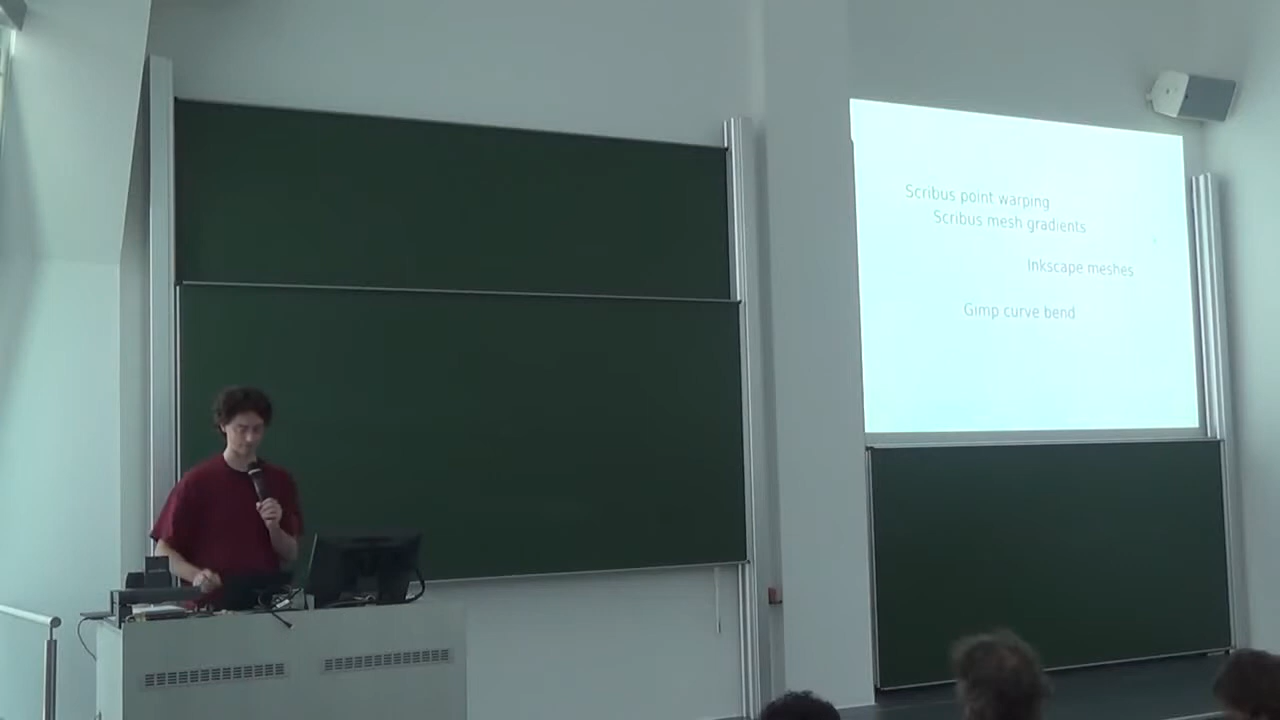 Scribus point warping
Scribus mesh gradients
Inkscape meshes
Gimp curve bend